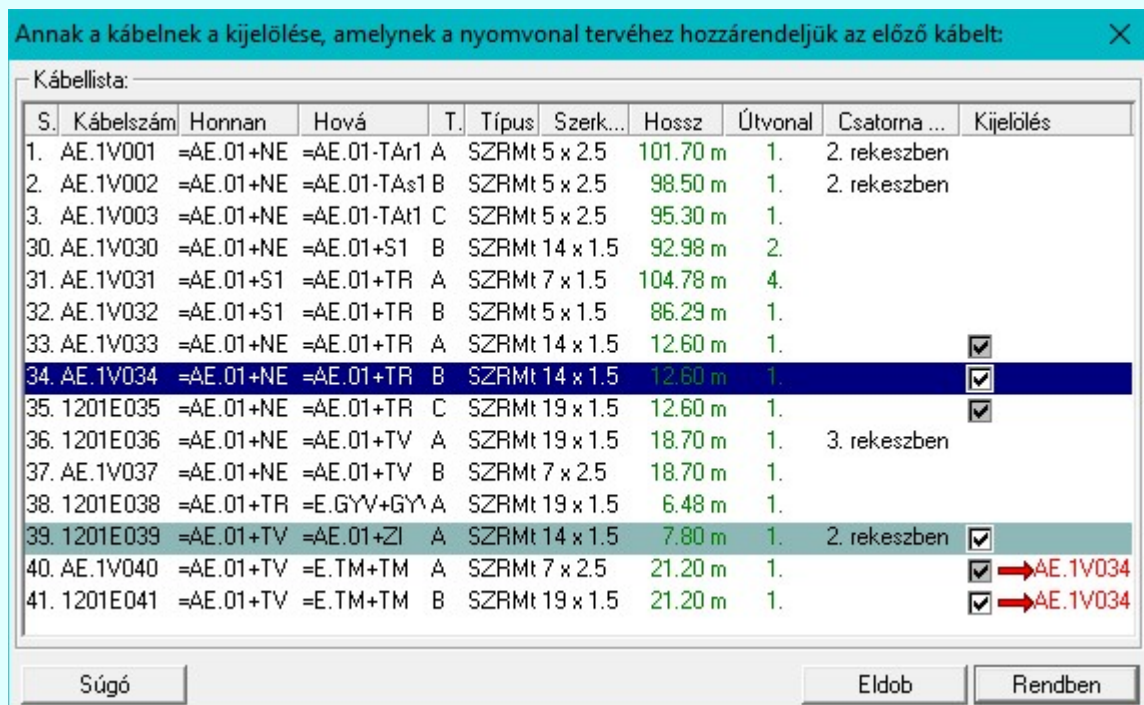 Annak a kábelnek a kijelölése, amelynek a nyomvonal tervéhez hozzárendeljük az előző kábelt:
Kábellista:
S. Kábelszám Honnan Hová T. Típus Szerk... Hossz Útvonal Csatorna ... Kijelölés
1. AE.1V001 =AE.01+NE =AE.01-TAr1 A SZRMt 5 x 2.5 101.70 m 1. 2. rekeszben
2. AE.1V002 =AE.01+NE =AE.01-TAs1 B SZRMt 5 x 2.5 98.50 m 1. 2. rekeszben
3. AE.1V003 =AE.01+NE =AE.01-TAt1 C SZRMt 5 x 2.5 95.30 m 1.
30. AE.1V030 =AE.01+NE =AE.01+S1 B SZRMt 14 x 1.5 92.98 m 2.
31. AE.1V031 =AE.01+S1 =AE.01+TR A SZRMt 7 x 1.5 104.78 m 4.
32. AE.1V032 =AE.01+S1 =AE.01+TR B SZRMt 5 x 1.5 86.29 m 1.
33. AE.1V033 =AE.01+NE =AE.01+TR A SZRMt 14 x 1.5 12.60 m 1.
34. AE.1V034 =AE.01+NE =AE.01+TR B SZRMt 14 x 1.5 12.60 m 1.
35. 1201E035 =AE.01+NE =AE.01+TR C SZRMt 19 x 1.5 12.60 m 1.
36. 1201E036 =AE.01+NE =AE.01+TV A SZRMt 19 x 1.5 18.70 m 1. 3. rekeszben
37. AE.1V037 =AE.01+NE =AE.01+TV B SZRMt 7 x 2.5 18.70 m 1.
38. 1201E038 =AE.01+TR =E.GYV+GY A SZRMt 19 x 1.5 6.48 m 1.
39. 1201E039 =AE.01+TV =AE.01+ZI A SZRMt 14 x 1.5 7.80 m 1. 2. rekeszben
40. AE.1V040 =AE.01+TV =E.TM+TM A SZRMt 7 x 2.5 21.20 m 1. AE.1V034
41. 1201E041 =AE.01+TV =E.TM+TM B SZRMt 19 x 1.5 21.20 m 1. AE.1V034
Súgó Eldob Rendben